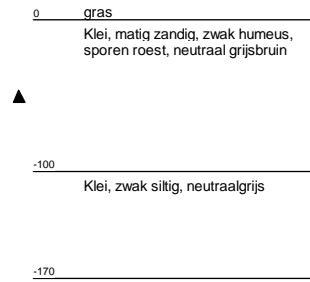 0 gras
Klei, matig zandig, zwak humeus,
sporen roest, neutraal grijsbruin
-100
Klei, zwak siltig, neutraalgrijs
-170